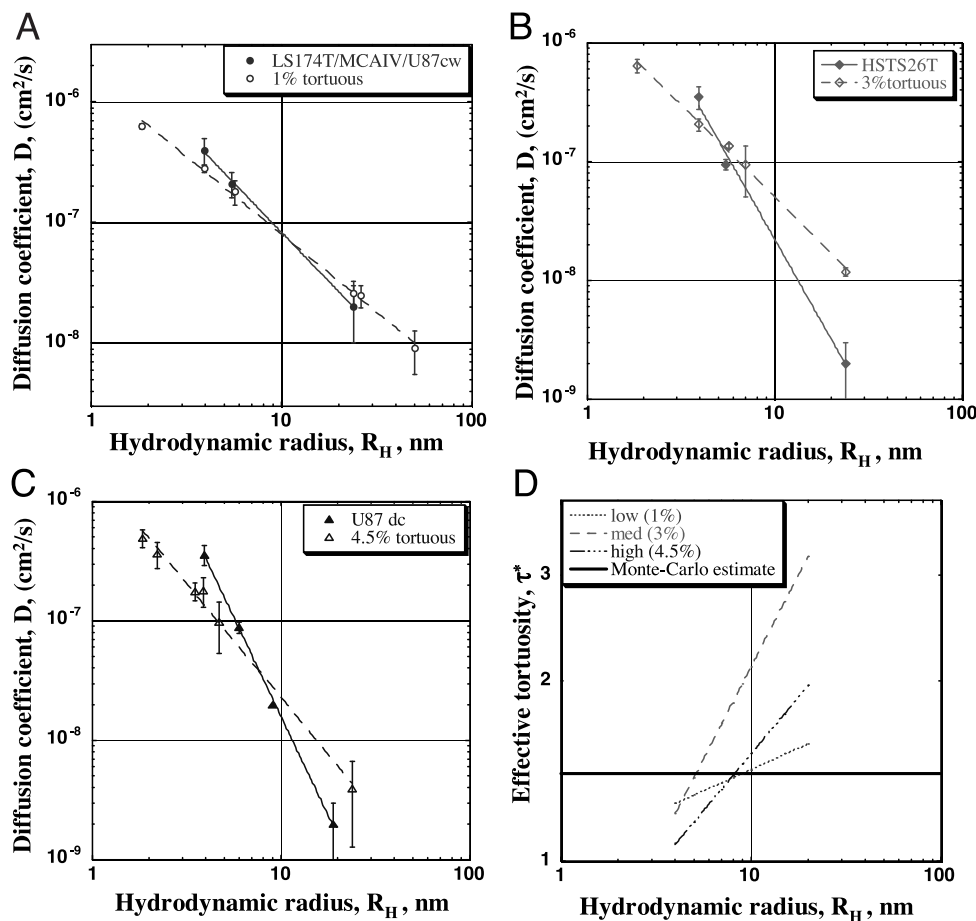 A
LS174T/MCAIV/U87cw
1% tortuous
10^-6
10^-7
10^-8
Diffusion coefficient, D, (cm²/s)
1
10
100
Hydrodynamic radius, R_H, nm
B
HSTS26T
3%tortuous
10^-6
10^-7
10^-8
10^-9
Diffusion coefficient, D, ((cm²/s)
1
10
100
Hydrodynamic radius, R_H, nm
C
U87 dc
4.5% tortuous
10^-6
10^-7
10^-8
10^-9
Diffusion coefficient, D, ((cm²/s)
1
10
100
Hydrodynamic radius, R_H, nm
D
low (1%)
med (3%)
high (4.5%)
Monte-Carlo estimate
3
2
1
Effective tortuosity, τ*
1
10
100
Hydrodynamic radius, R_H, nm